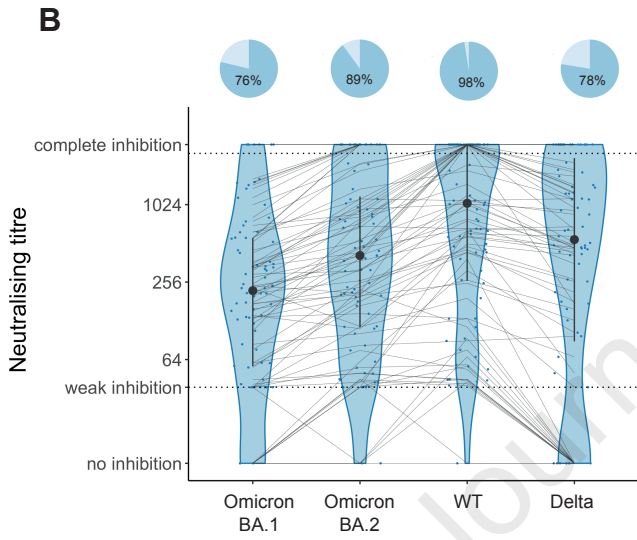 B
76%
89%
98%
78%
complete inhibition
1024
256
64
weak inhibition
no inhibition
Neutralising titre
Omicron BA.1
Omicron BA.2
WT
Delta
Journ